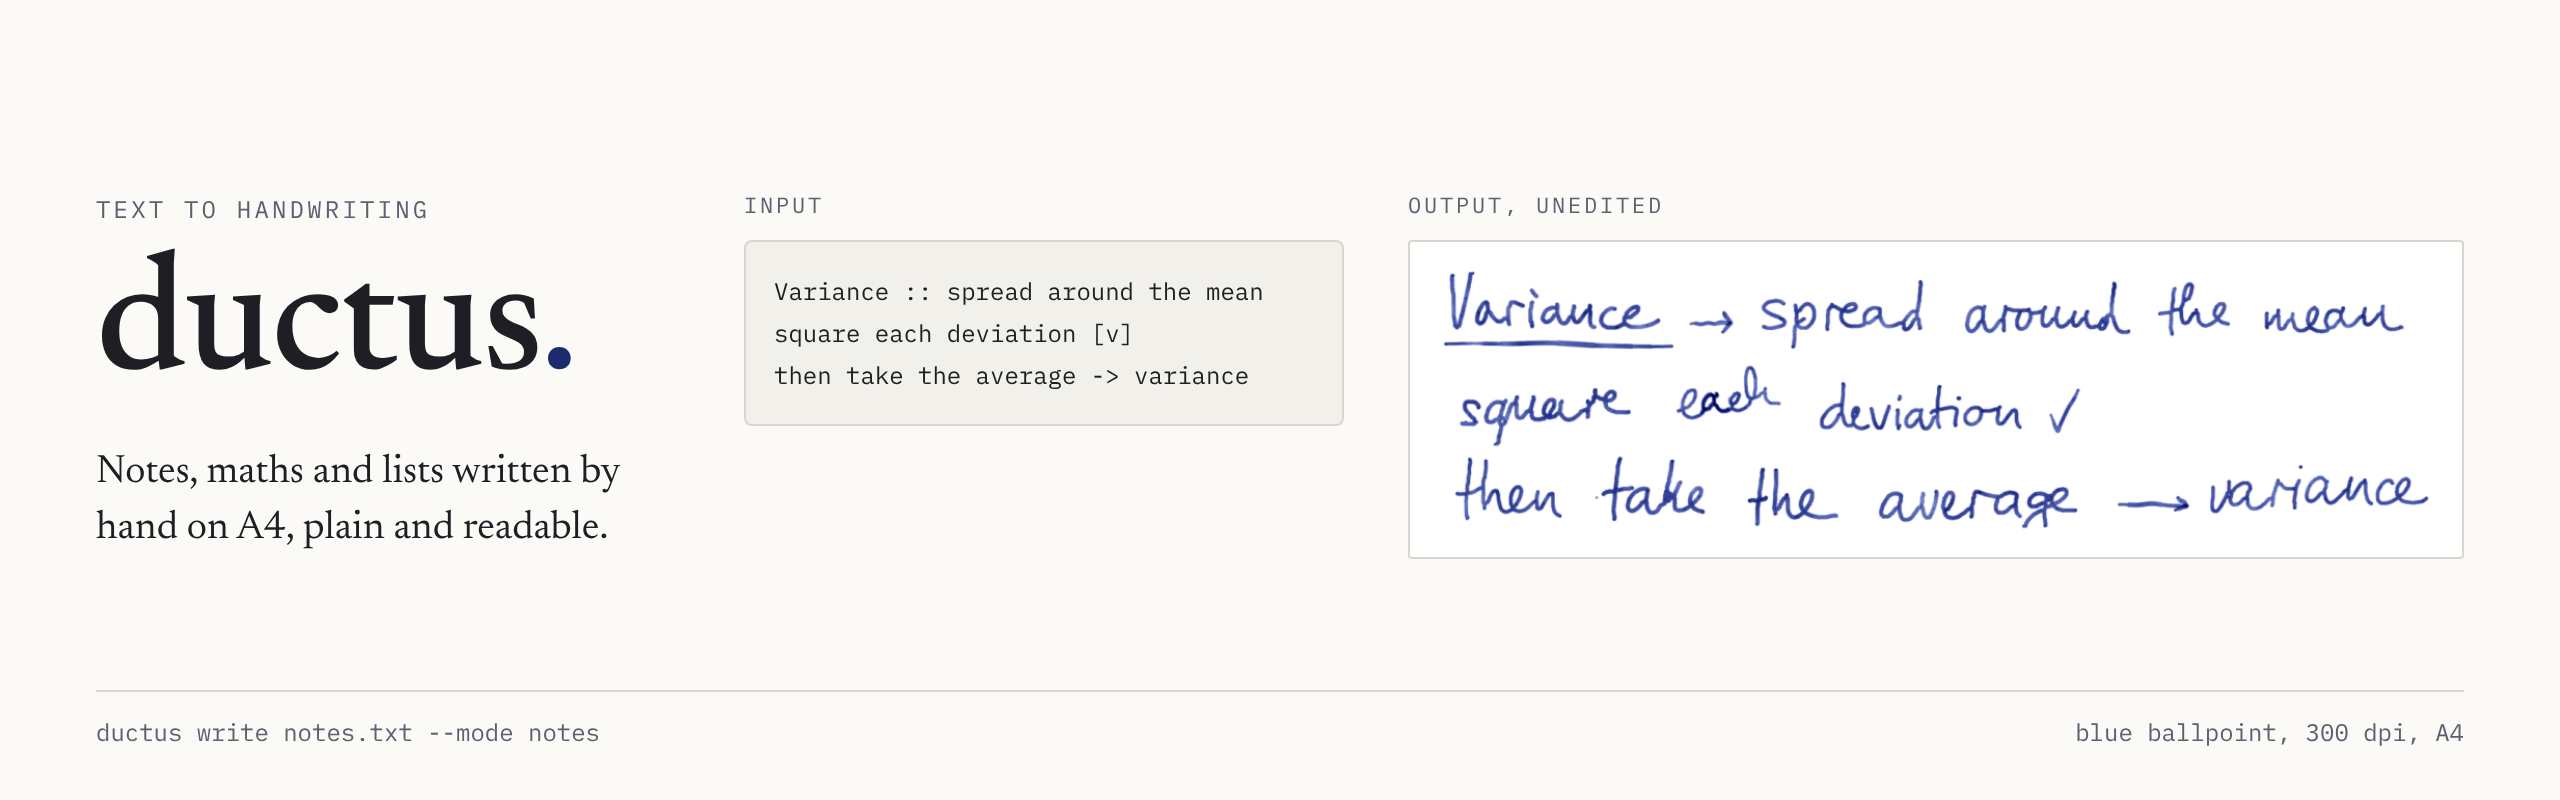 TEXT TO HANDWRITING
ductus.
Notes, maths and lists written by
hand on A4, plain and readable.
INPUT
Variance :: spread around the mean
square each deviation [v]
then take the average -> variance
OUTPUT, UNEDITED
Variance → spread around the mean
square each deviation ✓
then take the average → variance
ductus write notes.txt --mode notes
blue ballpoint, 300 dpi, A4